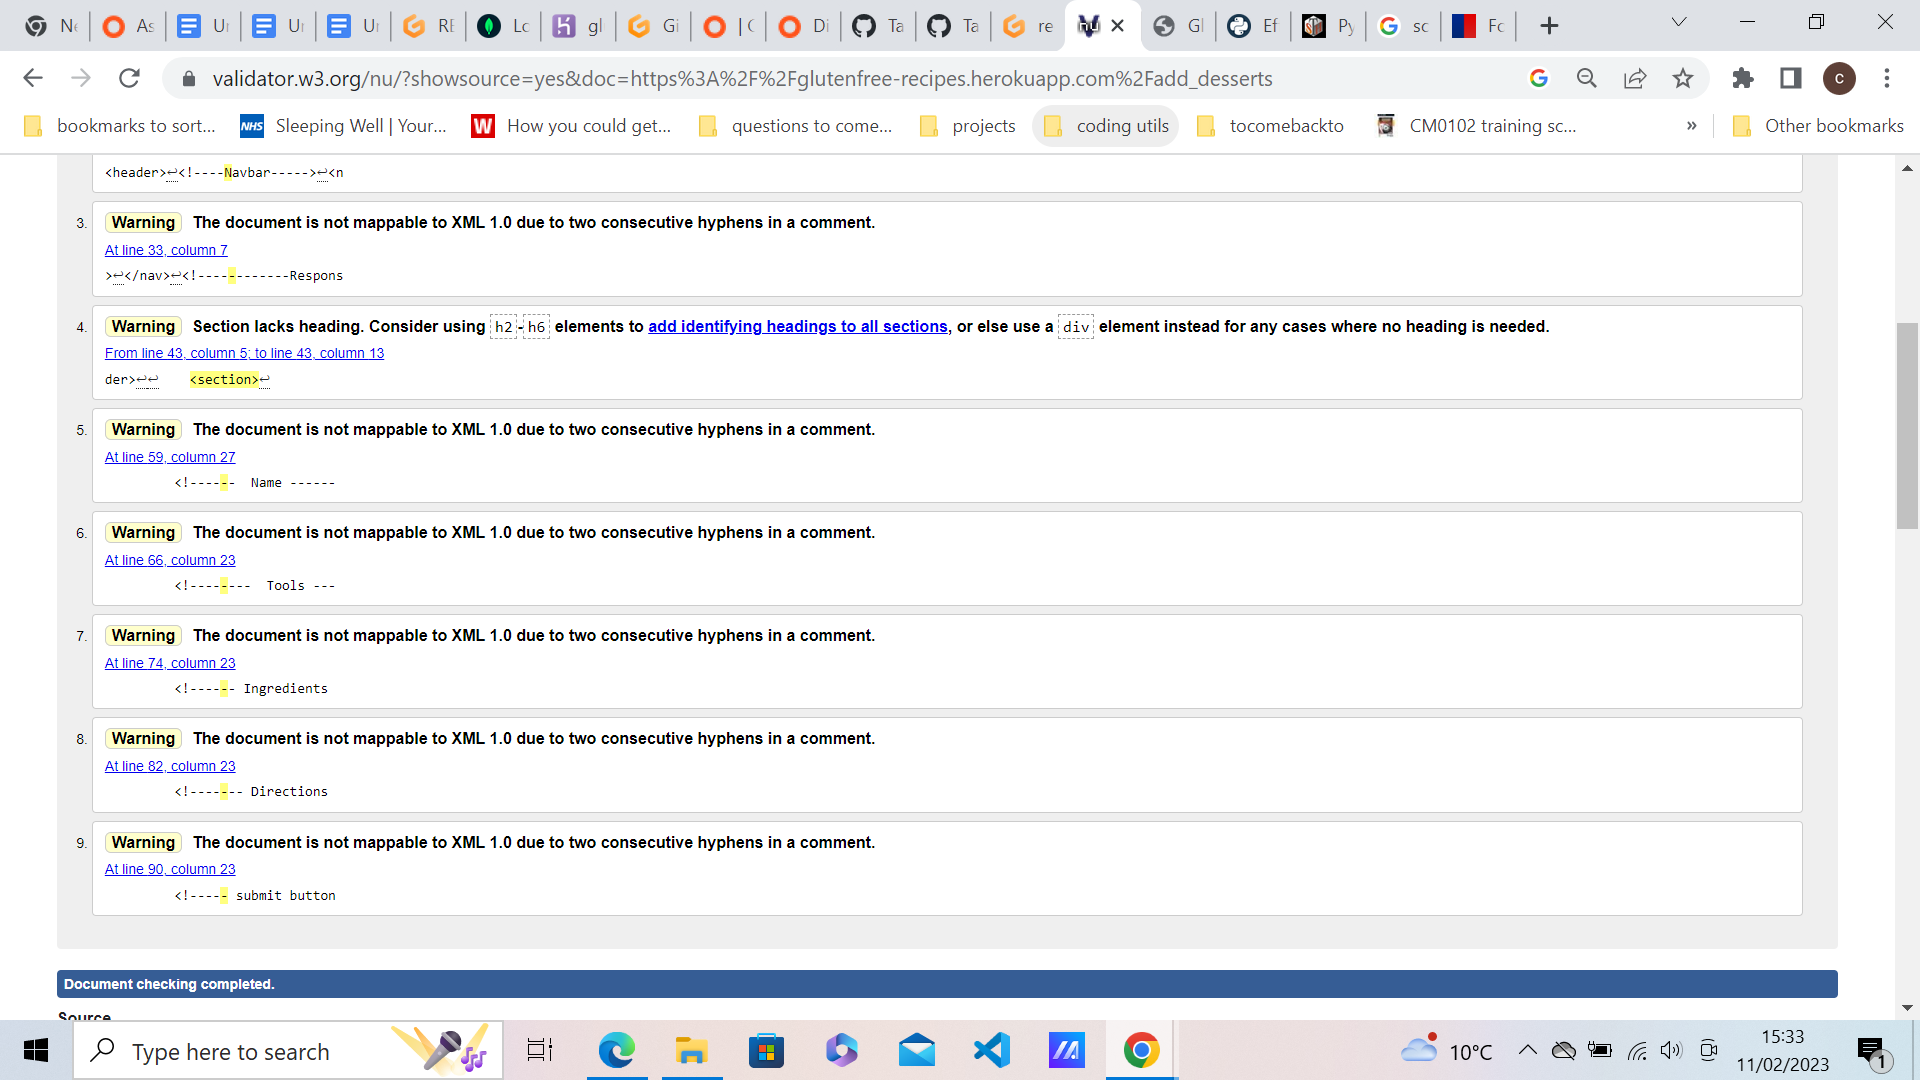 Ne As Un Un Un RE Lo gl Gi | C Di Ta Ta re Gl Ef Py sc Fc
validator.w3.org/nu/?showsource=yes&doc=https%3A%2F%2Fglutenfree-recipes.herokuapp.com%2Fadd_desserts
c
bookmarks to sort... NHS Sleeping Well | Your... W How you could get... questions to come... projects coding utils tocomebackto CM0102 training sc... » Other bookmarks
<header>↩<!----Navbar----->↩<n
3. Warning The document is not mappable to XML 1.0 due to two consecutive hyphens in a comment.
At line 33, column 7
>↩</nav>↩<!------------Respons
4. Warning Section lacks heading. Consider using h2-h6 elements to add identifying headings to all sections, or else use a div element instead for any cases where no heading is needed.
From line 43, column 5; to line 43, column 13
der>↩↩ <section>↩
5. Warning The document is not mappable to XML 1.0 due to two consecutive hyphens in a comment.
At line 59, column 27
<!------ Name ------
6. Warning The document is not mappable to XML 1.0 due to two consecutive hyphens in a comment.
At line 66, column 23
<!-------- Tools ---
7. Warning The document is not mappable to XML 1.0 due to two consecutive hyphens in a comment.
At line 74, column 23
<!------ Ingredients
8. Warning The document is not mappable to XML 1.0 due to two consecutive hyphens in a comment.
At line 82, column 23
<!------- Directions
9. Warning The document is not mappable to XML 1.0 due to two consecutive hyphens in a comment.
At line 90, column 23
<!----- submit button
Document checking completed.
Source
Type here to search
10°C
15:33
11/02/2023
1